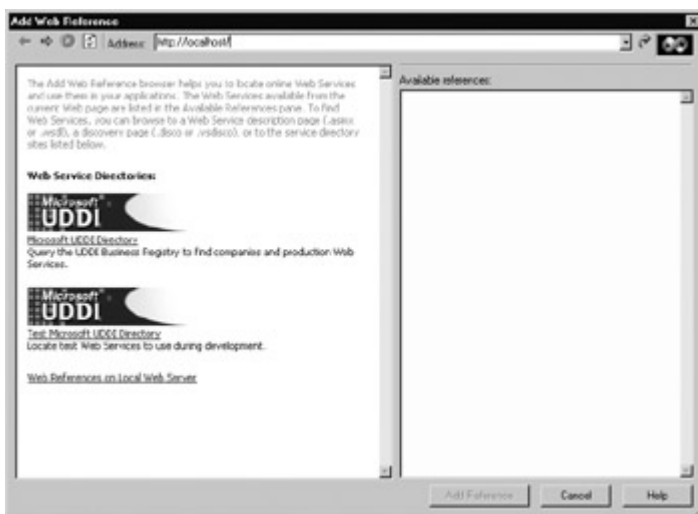 Add Web Reference
Address: http://localhost/
The Add Web Reference browser helps you to locate online Web Services
and use them in your applications. The Web Services available from the
current Web page are listed in the Available References pane. To find
Web Services, you can browse to a Web Service description page (.asmx
or .wsdl), a discovery page (.disco or .vsdisco), or to the service directory
sites listed below.
Available references:
Web Service Directories:
Microsoft
UDDI
Microsoft UDDI Directory
Query the UDDI Business Registry to find companies and production Web
Services.
Microsoft
UDDI
Test Microsoft UDDI Directory
Locate test Web Services to use during development.
Web References on Local Web Server
Add Reference
Cancel
Help